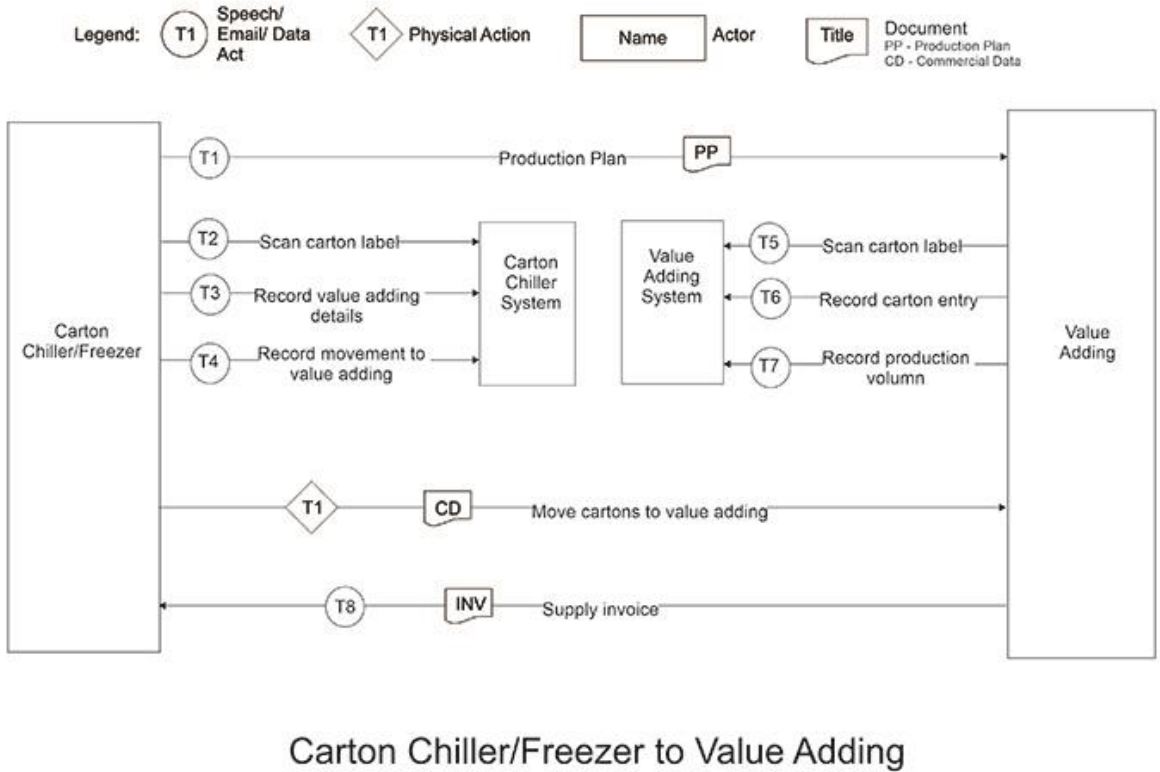 Legend:
T1
Speech/
Email/ Data
Act
T1
Physical Action
Name
Actor
Title
Document
PP - Production Plan
CD - Commercial Data
Carton
Chiller/Freezer
T1
Production Plan
PP
T2
Scan carton label
T3
Record value adding
details
T4
Record movement to
value adding
Carton
Chiller
System
Value
Adding
System
T5
Scan carton label
T6
Record carton entry
T7
Record production
volumn
Value
Adding
T1
CD
Move cartons to value adding
T8
INV
Supply invoice
Carton Chiller/Freezer to Value Adding